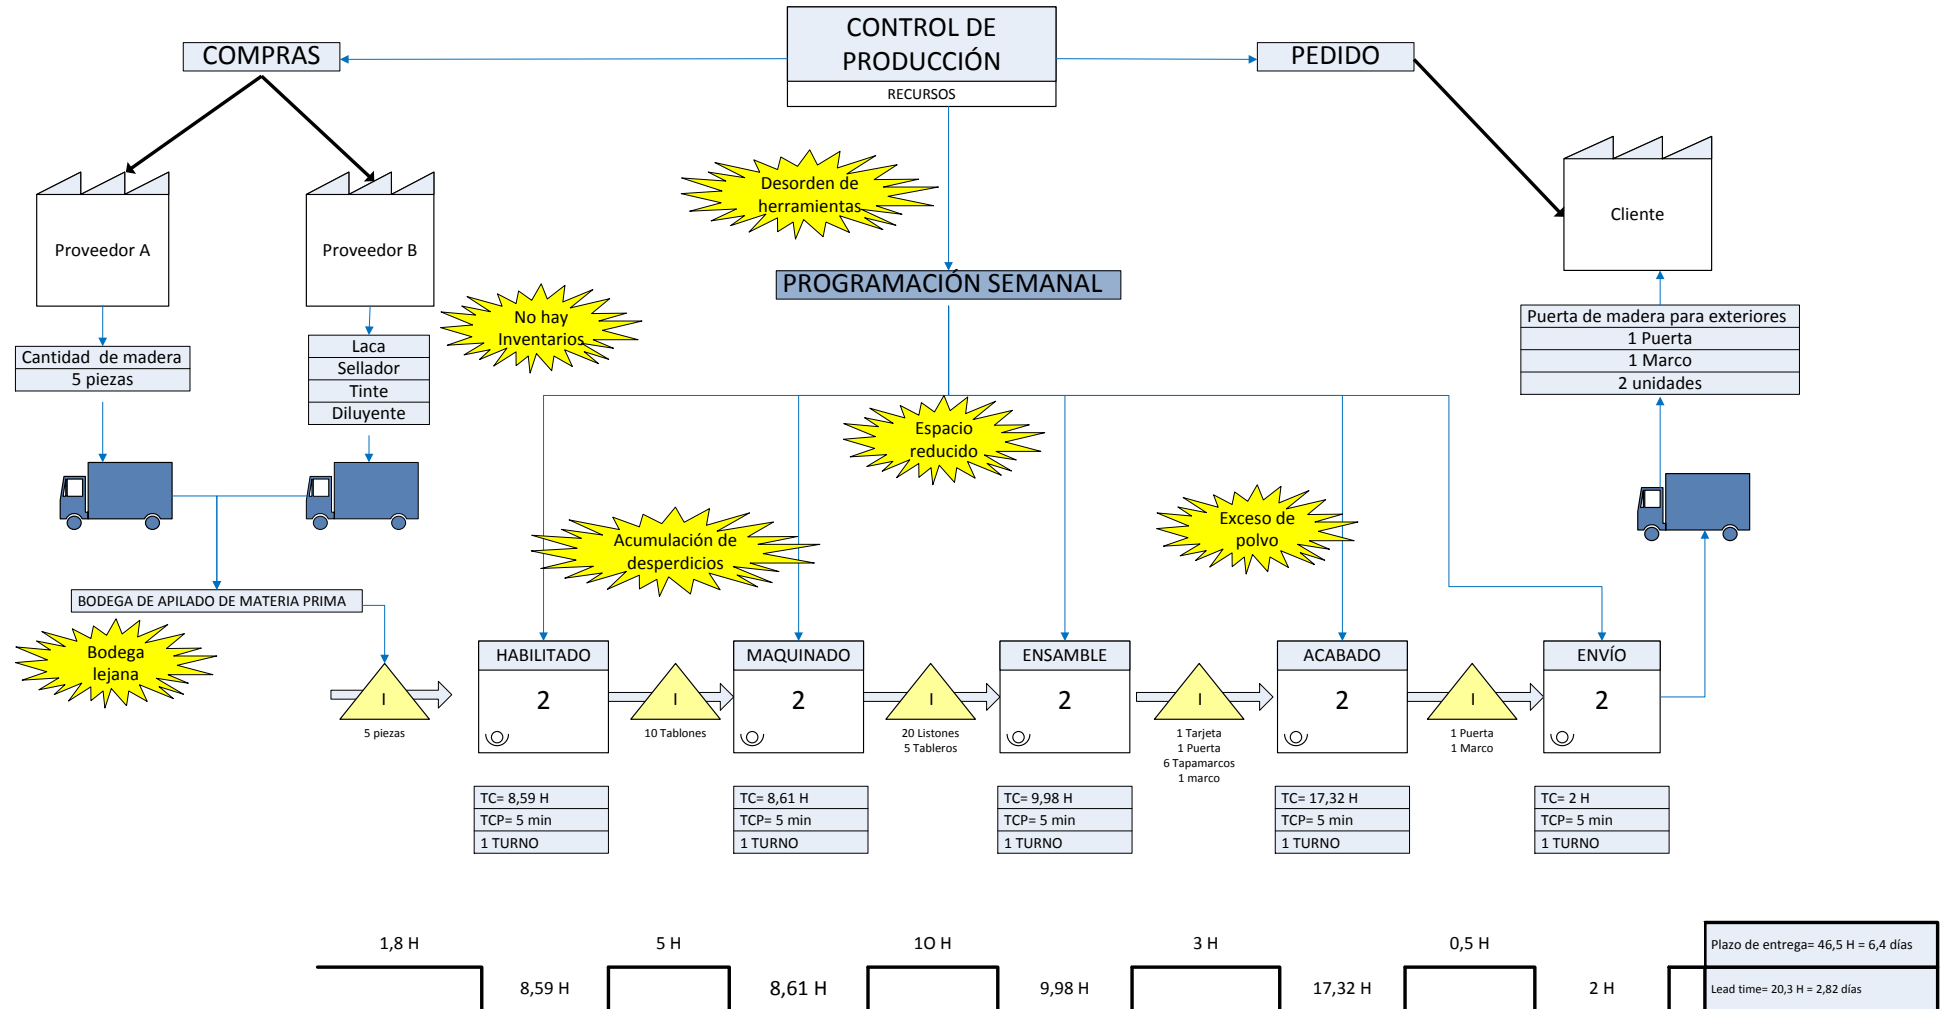 CONTROL DE
PRODUCCIÓN
RECURSOS
COMPRAS
PEDIDO
Desorden de
herramientas
Cliente
Proveedor A
Proveedor B
PROGRAMACIÓN SEMANAL
No hay
Inventarios
Puerta de madera para exteriores
1 Puerta
1 Marco
2 unidades
Cantidad de madera
5 piezas
Laca
Sellador
Tinte
Diluyente
Espacio
reducido
Acumulación de
desperdicios
Exceso de
polvo
BODEGA DE APILADO DE MATERIA PRIMA
Bodega
lejana
I
5 piezas
HABILITADO
2
I
10 Tablones
MAQUINADO
2
I
20 Listones
5 Tableros
ENSAMBLE
2
I
1 Tarjeta
1 Puerta
6 Tapamarcos
1 marco
ACABADO
2
I
1 Puerta
1 Marco
ENVÍO
2
TC= 8,59 H
TCP= 5 min
1 TURNO
TC= 8,61 H
TCP= 5 min
1 TURNO
TC= 9,98 H
TCP= 5 min
1 TURNO
TC= 17,32 H
TCP= 5 min
1 TURNO
TC= 2 H
TCP= 5 min
1 TURNO
1,8 H
5 H
1O H
3 H
0,5 H
Plazo de entrega= 46,5 H = 6,4 días
8,59 H
8,61 H
9,98 H
17,32 H
2 H
Lead time= 20,3 H = 2,82 días